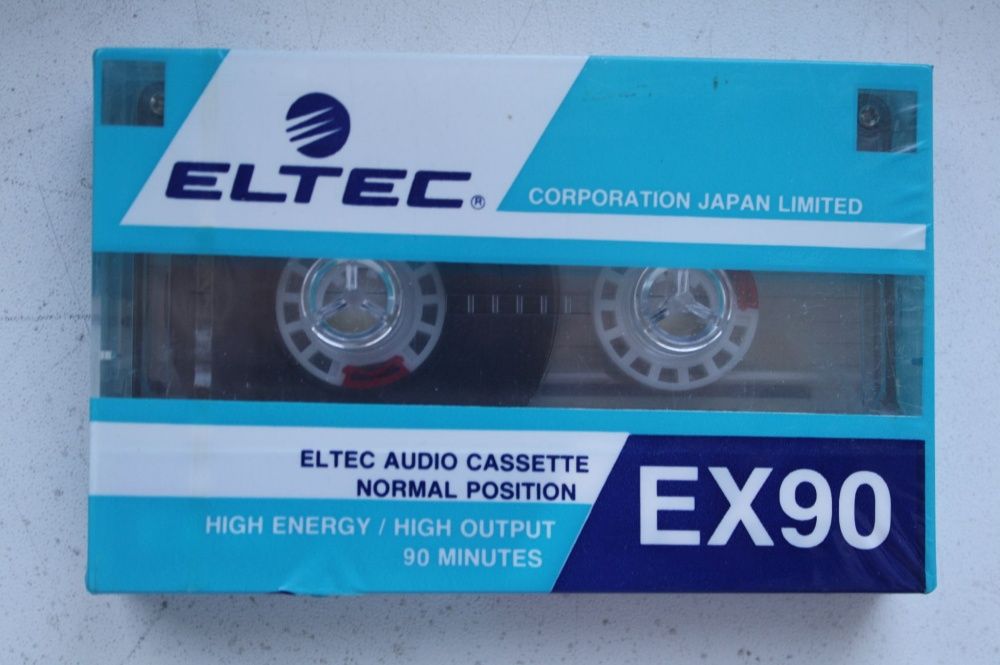 ELTEC®
CORPORATION JAPAN LIMITED
ELTEC AUDIO CASSETTE
NORMAL POSITION
HIGH ENERGY / HIGH OUTPUT
90 MINUTES
EX90